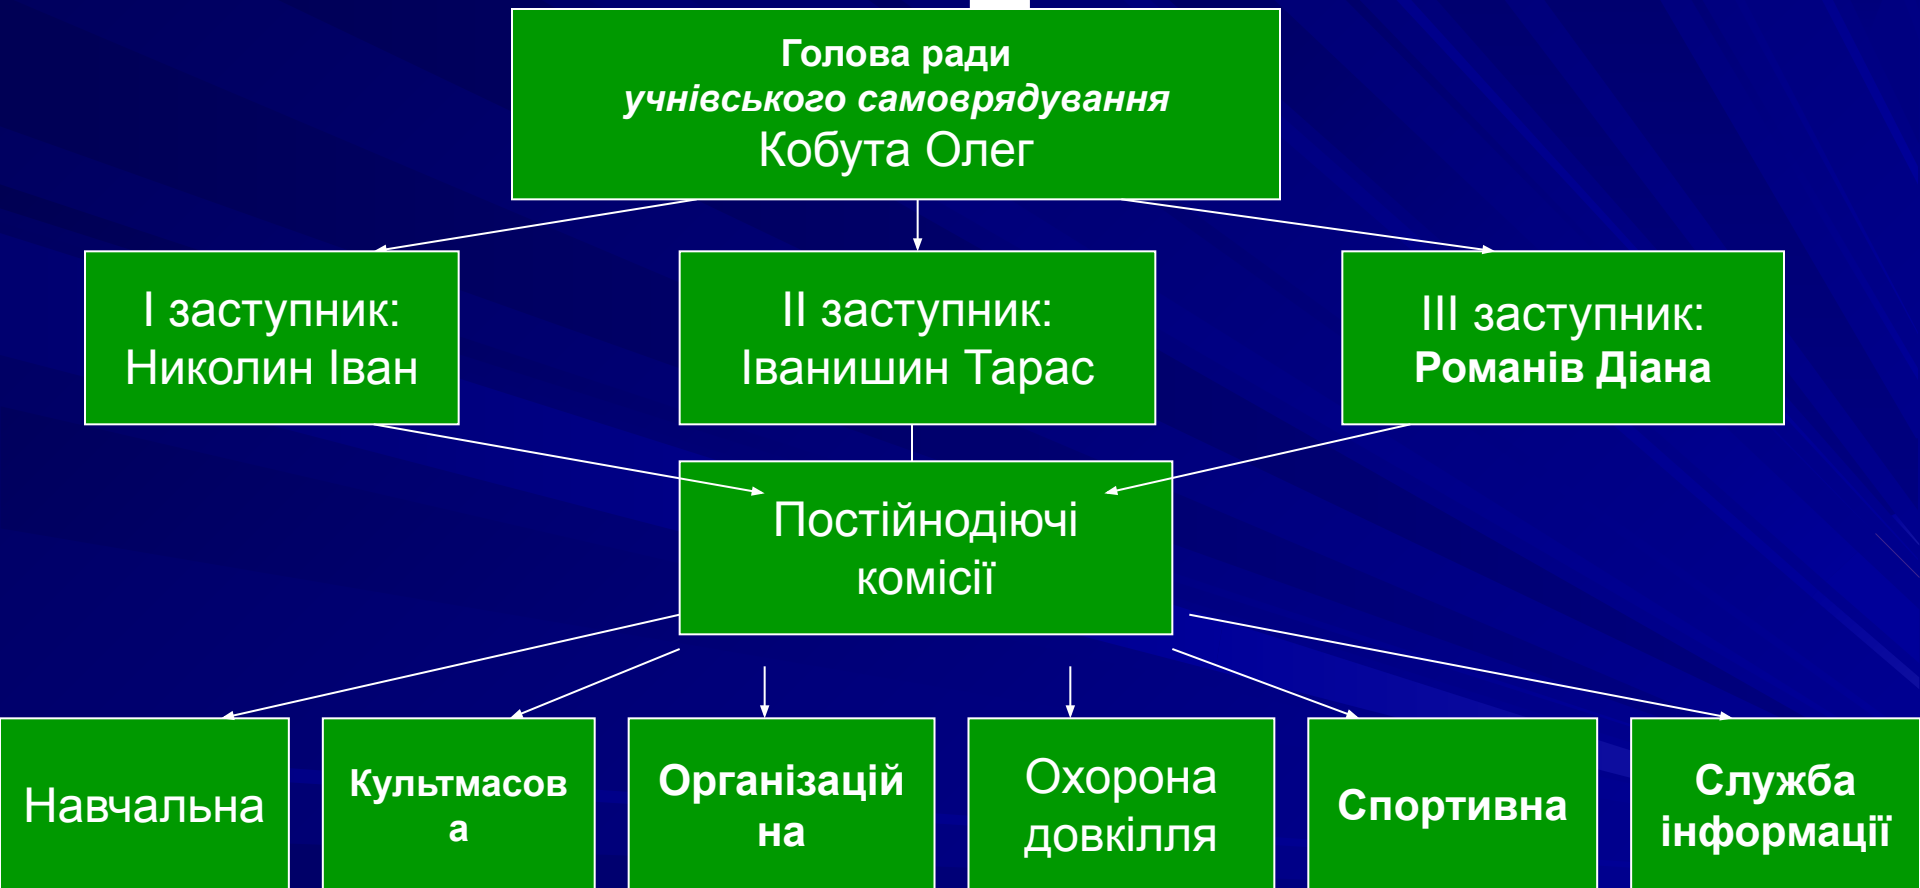 Голова ради
учнівського самоврядування
Кобута Олег
І заступник:
Николин Іван
ІІ заступник:
Іванишин Тарас
ІІІ заступник:
Романів Діана
Постійнодіючі
комісії
Навчальна
Культмасов
а
Організацій
на
Охорона
довкілля
Спортивна
Служба
інформації